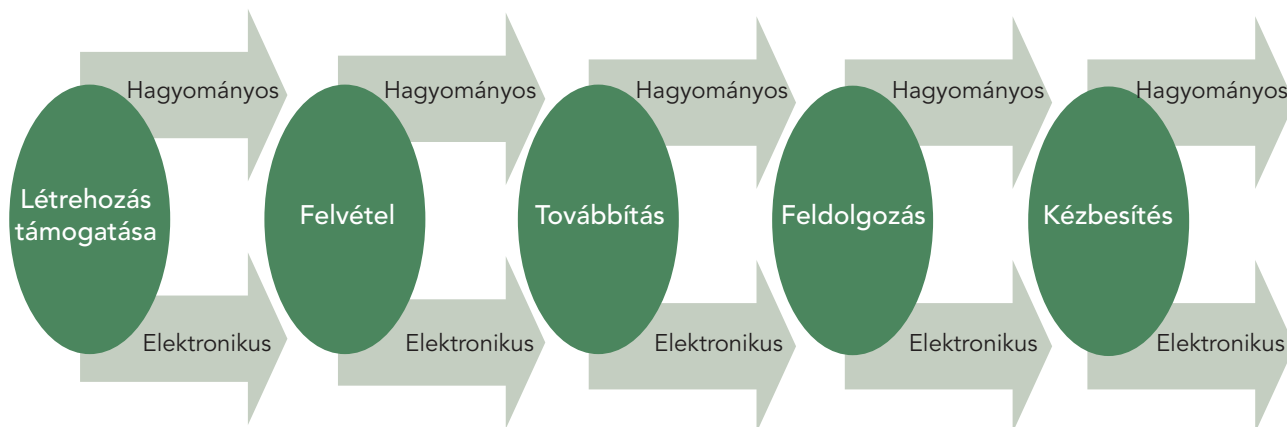 Hagyományos
Hagyományos
Hagyományos
Hagyományos
Hagyományos
Létrehozás
támogatása
Felvétel
Továbbítás
Feldolgozás
Kézbesítés
Elektronikus
Elektronikus
Elektronikus
Elektronikus
Elektronikus